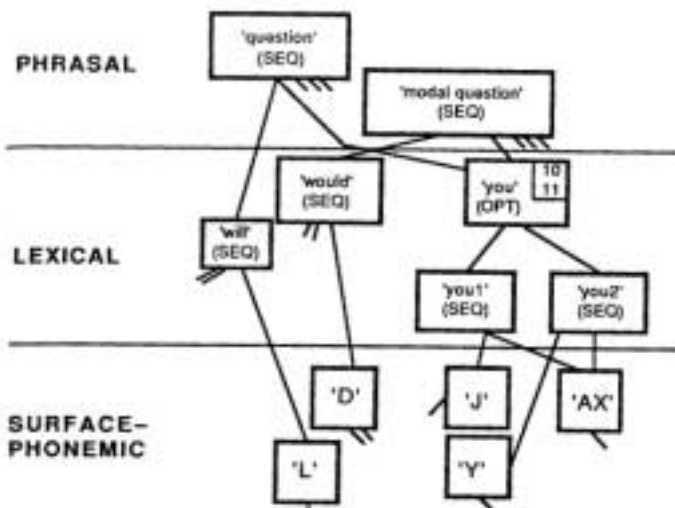 'question'
(SEQ)
PHRASAL
'modal question'
(SEQ)
'would'
(SEQ)
'you'
(OPT)
10
11
'will'
(SEQ)
LEXICAL
'you1'
(SEQ)
'you2'
(SEQ)
'D'
'J'
'AX'
SURFACE–
PHONEMIC
'L'
'Y'